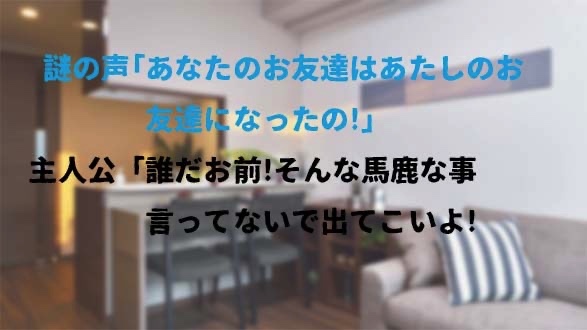 謎の声｢あなたのお友達はあたしのお
友達になったの!｣
主人公「誰だお前!そんな馬鹿な事
言ってないで出てこいよ!